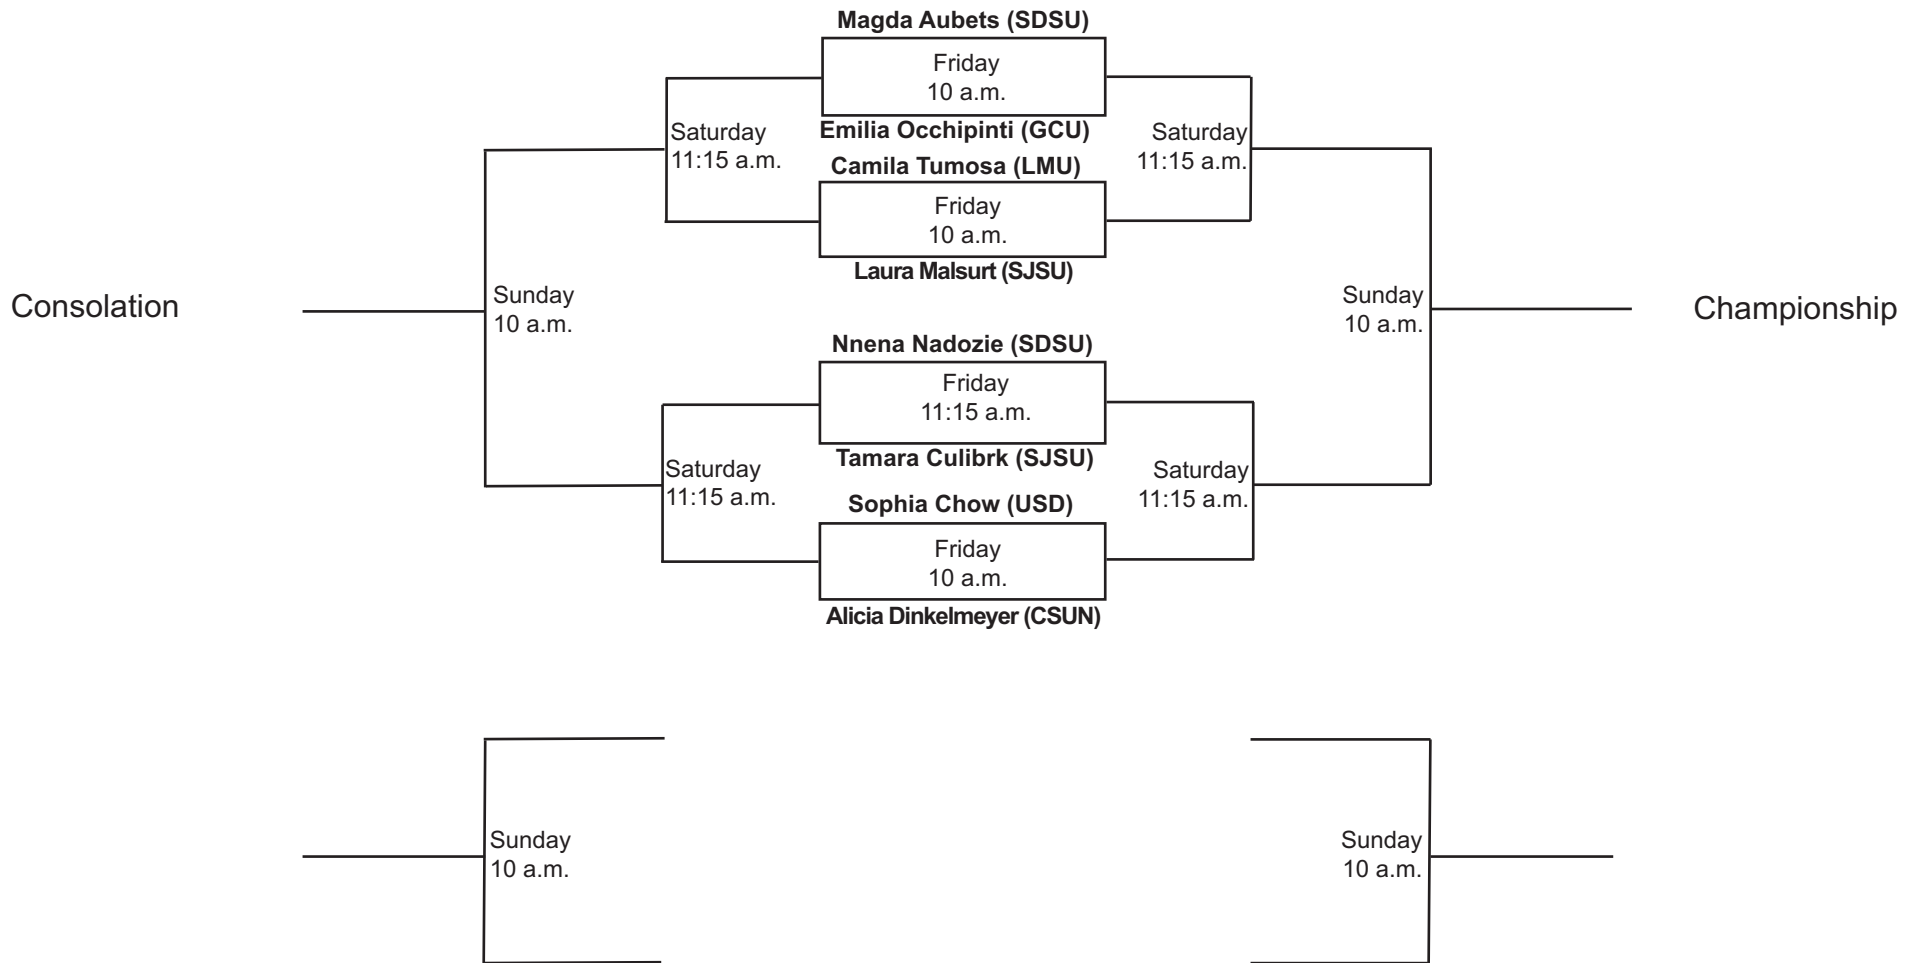 Magda Aubets (SDSU)
Friday
10 a.m.
Emilia Occhipinti (GCU)
Saturday
11:15 a.m.
Saturday
11:15 a.m.
Camila Tumosa (LMU)
Friday
10 a.m.
Laura Malsurt (SJSU)
Consolation
Sunday
10 a.m.
Sunday
10 a.m.
Championship
Nnena Nadozie (SDSU)
Friday
11:15 a.m.
Tamara Culibrk (SJSU)
Saturday
11:15 a.m.
Saturday
11:15 a.m.
Sophia Chow (USD)
Friday
10 a.m.
Alicia Dinkelmeyer (CSUN)
Sunday
10 a.m.
Sunday
10 a.m.